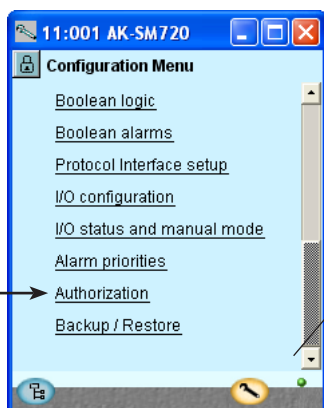 11:001 AK-SM720
Configuration Menu
Boolean logic
Boolean alarms
Protocol Interface setup
I/O configuration
I/O status and manual mode
Alarm priorities
Authorization
Backup / Restore